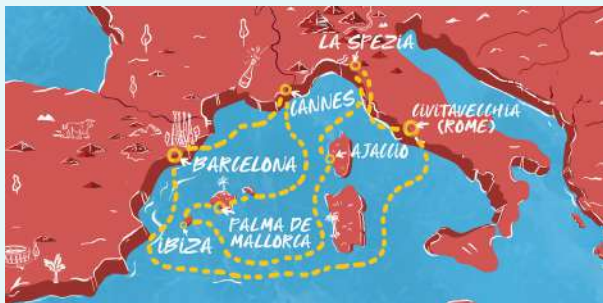 LA SPEZIA
CANNES
CIVITAVECCHIA
(ROME)
BARCELONA
AJACCIO
PALMA DE
MALLORCA
IBIZA